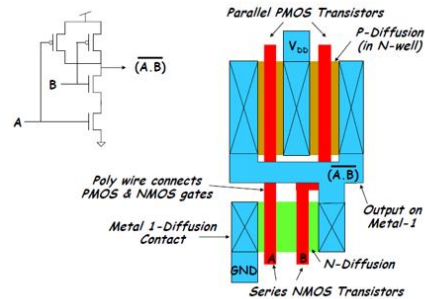 Parallel PMOS Transistors
P-Diffusion
(in N-well)
VDD
(A.B)
B
A
(A.B)
Poly wire connects
PMOS & NMOS gates
Output on
Metal-1
Metal 1-Diffusion
Contact
A B
N-Diffusion
GND
Series NMOS Transistors